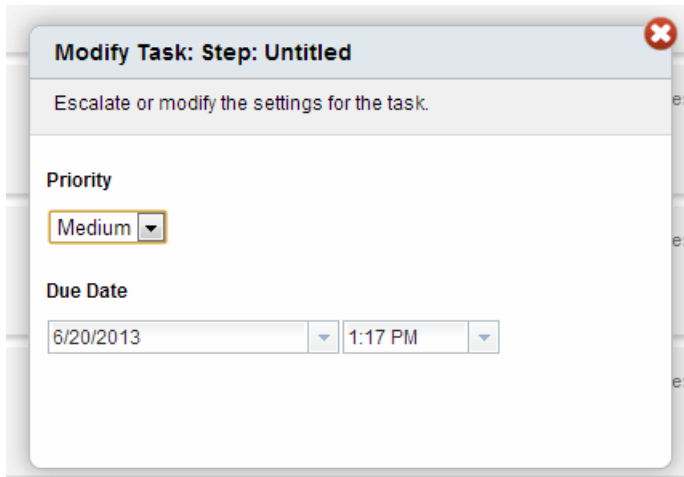 Modify Task: Step: Untitled
Escalate or modify the settings for the task.
Priority
Medium
Due Date
6/20/2013 1:17 PM